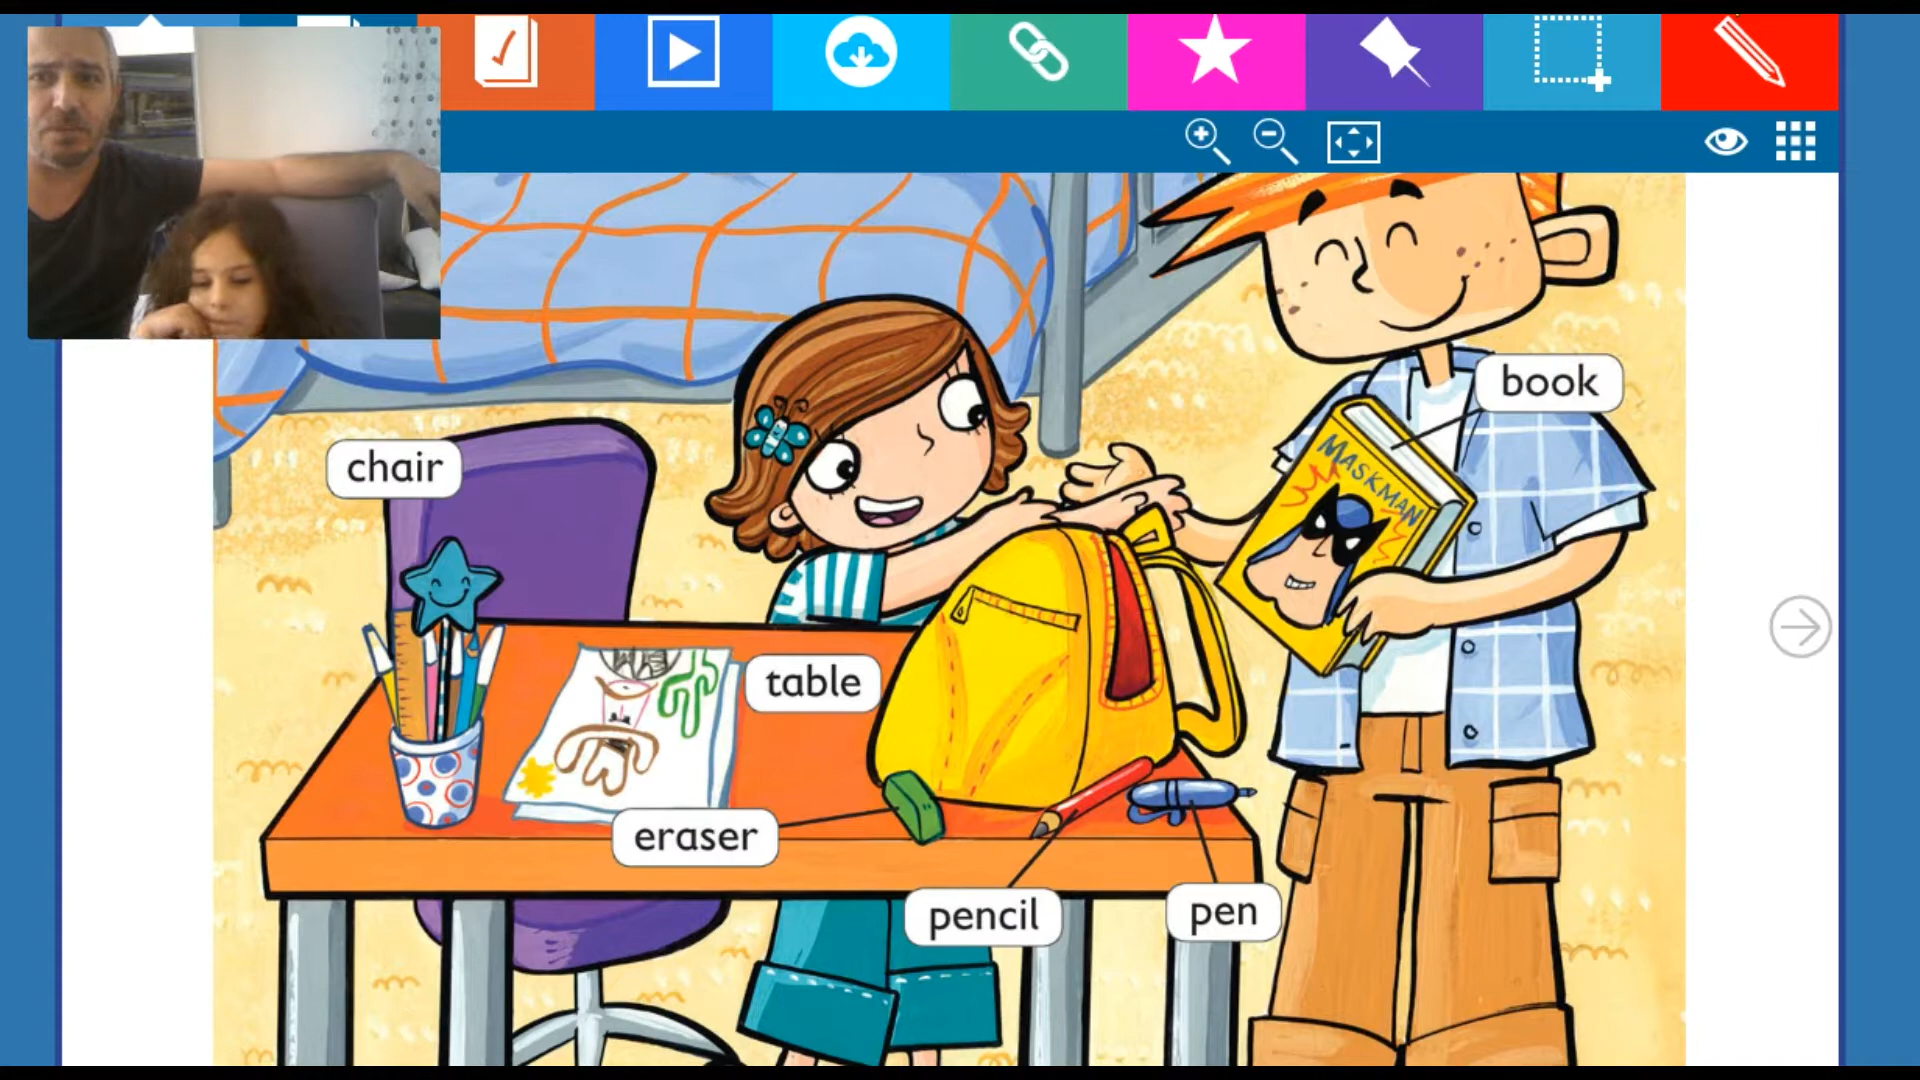 book
MASKMAN
chair
table
eraser
pencil
pen